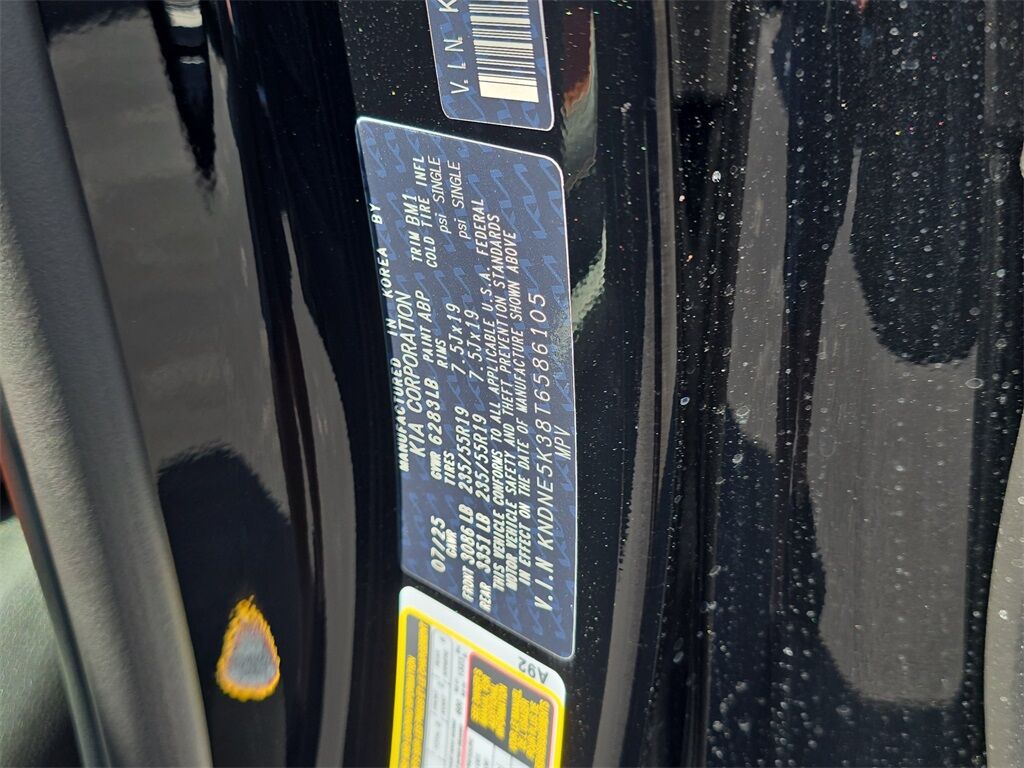 V.I.N K
MANUFACTURED IN KOREA BY
KIA CORPORATION
07/25 GVWR 6283LB PAINT ABP TRIM BM1
GAWR TIRES RIMS COLD TIRE INFL
FRONT 3086 LB 235/55R19 7.5Jx19 psi SINGLE
REAR 3351 LB 235/55R19 7.5Jx19 psi SINGLE
THIS VEHICLE CONFORMS TO ALL APPLICABLE U.S.A. FEDERAL
MOTOR VEHICLE SAFETY AND THEFT PREVENTION STANDARDS
IN EFFECT ON THE DATE OF MANUFACTURE SHOWN ABOVE
V.I.N KNDNE5K38T6586105
MPV
A92